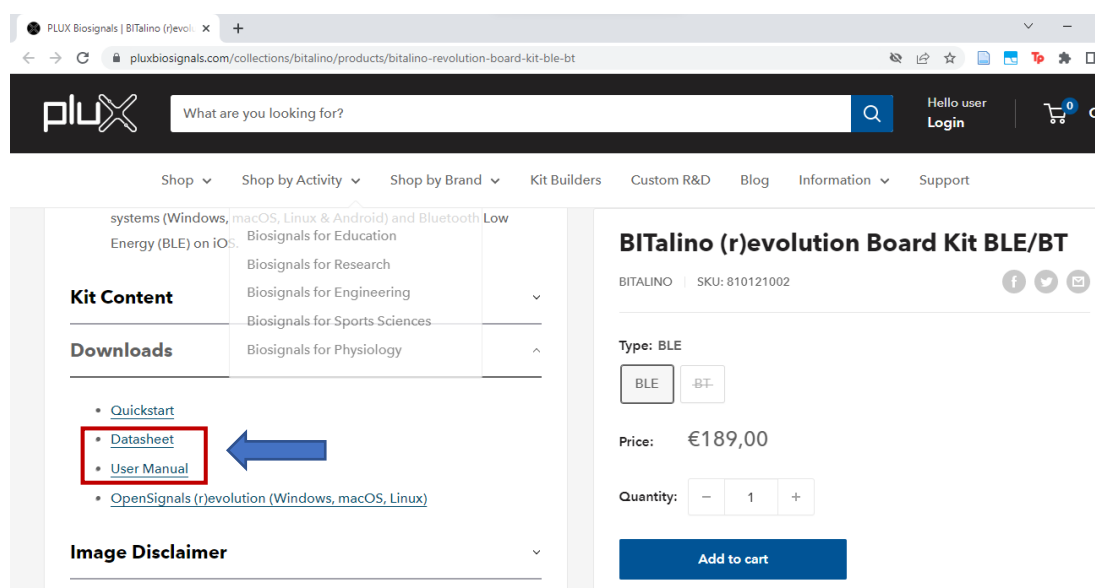 PLUX Biosignals | BITalino (r)evolu
pluxbiosignals.com/collections/bitalino/products/bitalino-revolution-board-kit-ble-bt
Tp
plux
What are you looking for?
Hello user
Login
0
Shop
Shop by Activity
Shop by Brand
Kit Builders
Custom R&D
Blog
Information
Support
systems (Windows, macOS, Linux & Android) and Bluetooth Low
Energy (BLE) on iOS.
Biosignals for Education
Biosignals for Research
Biosignals for Engineering
Biosignals for Sports Sciences
Biosignals for Physiology
Kit Content
Downloads
Quickstart
Datasheet
User Manual
OpenSignals (r)evolution (Windows, macOS, Linux)
Image Disclaimer
BITalino (r)evolution Board Kit BLE/BT
BITALINO SKU: 810121002
Type: BLE
BLE BT
Price: €189,00
Quantity: - 1 +
Add to cart